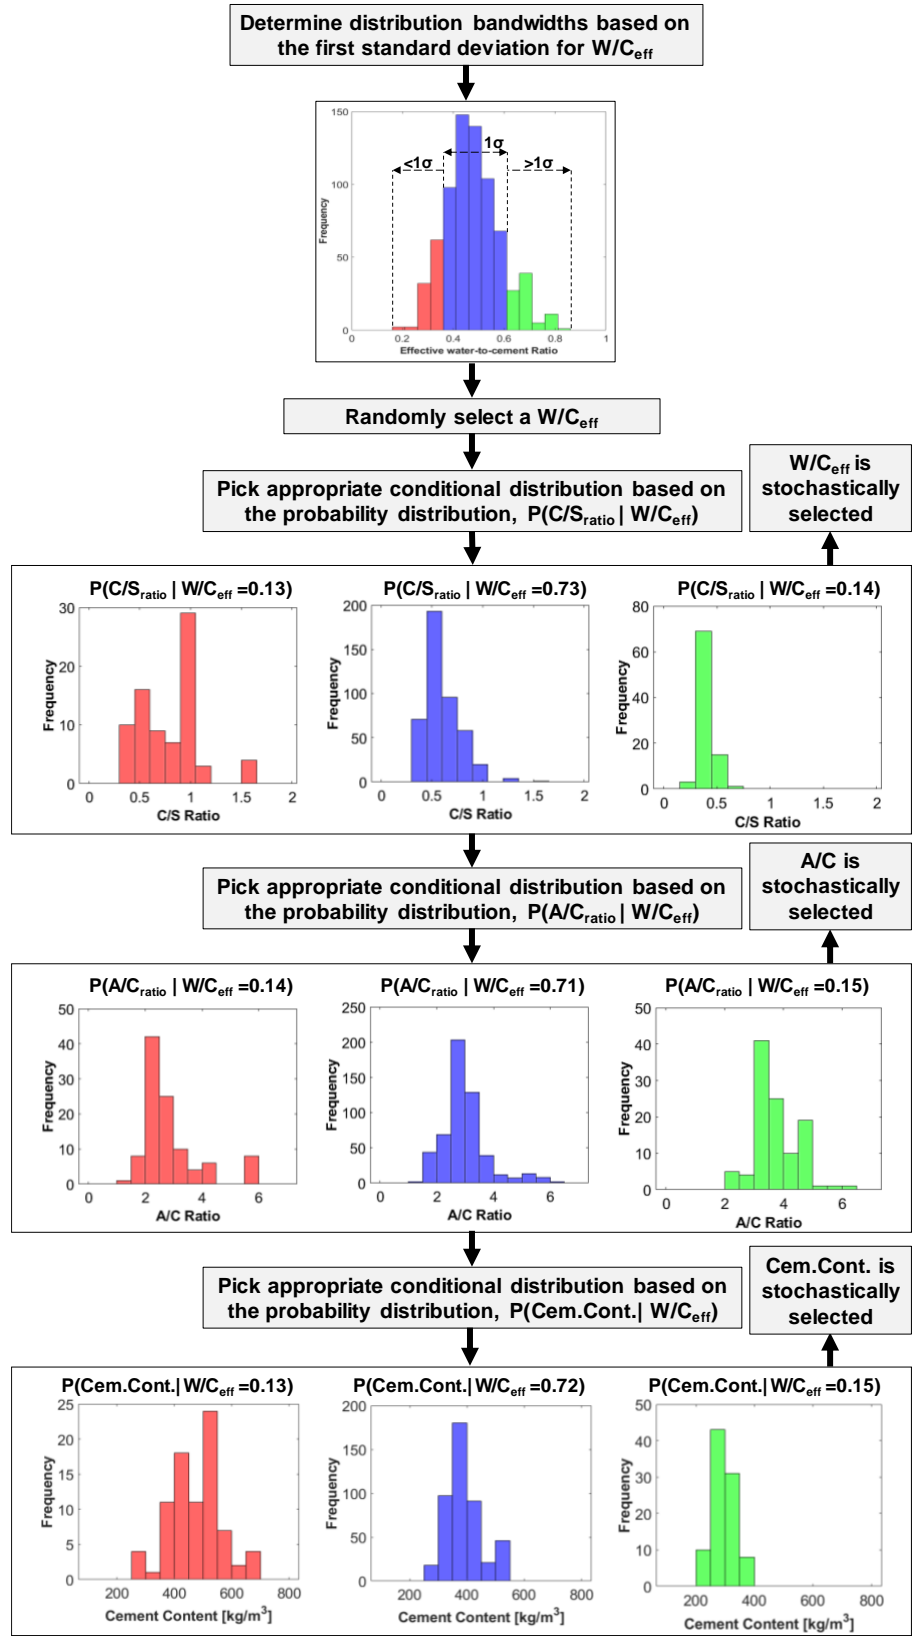 Determine distribution bandwidths based on
the first standard deviation for W/Ceff
150
100
50
0
Frequency
<1σ
1σ
>1σ
0
0.2
0.4
0.6
0.8
1
Effective water-to-cement Ratio
Randomly select a W/Ceff
Pick appropriate conditional distribution based on
the probability distribution, P(C/Sratio | W/Ceff)
W/Ceff is
stochastically
selected
P(C/Sratio | W/Ceff =0.13)
30
20
10
0
Frequency
0
0.5
1
1.5
2
C/S Ratio
P(C/Sratio | W/Ceff =0.73)
200
150
100
50
0
Frequency
0
0.5
1
1.5
2
C/S Ratio
P(C/Sratio | W/Ceff =0.14)
80
60
40
20
0
Frequency
0
0.5
1
1.5
2
C/S Ratio
Pick appropriate conditional distribution based on
the probability distribution, P(A/Cratio | W/Ceff)
A/C is
stochastically
selected
P(A/Cratio | W/Ceff =0.14)
50
40
30
20
10
0
Frequency
0
2
4
6
A/C Ratio
P(A/Cratio | W/Ceff =0.71)
250
200
150
100
50
0
Frequency
0
2
4
6
A/C Ratio
P(A/Cratio | W/Ceff =0.15)
50
40
30
20
10
0
Frequency
0
2
4
6
A/C Ratio
Pick appropriate conditional distribution based on
the probability distribution, P(Cem.Cont.| W/Ceff)
Cem.Cont. is
stochastically
selected
P(Cem.Cont.| W/Ceff =0.13)
25
20
15
10
5
0
Frequency
200
400
600
800
Cement Content [kg/m³]
P(Cem.Cont.| W/Ceff =0.72)
200
150
100
50
0
Frequency
200
400
600
800
Cement Content [kg/m³]
P(Cem.Cont.| W/Ceff =0.15)
50
40
30
20
10
0
Frequency
200
400
600
800
Cement Content [kg/m³]